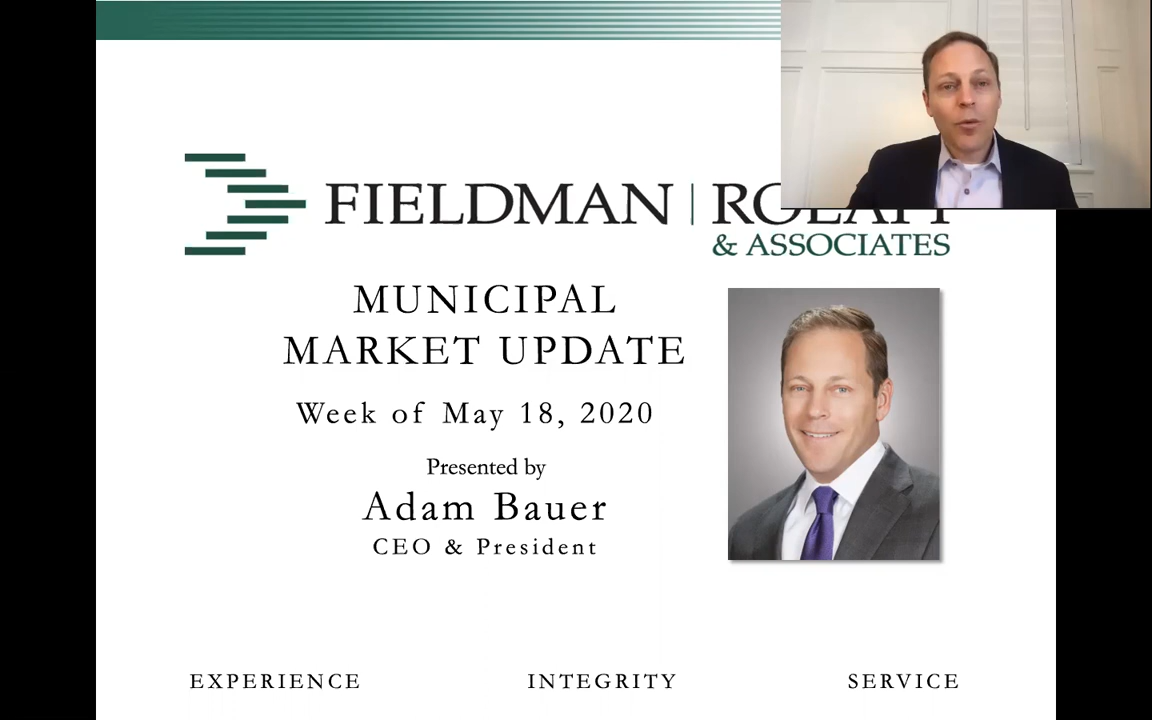 FIELDMAN
& ASSOCIATES
MUNICIPAL
MARKET UPDATE
Week of May 18, 2020
Presented by
Adam Bauer
CEO & President
EXPERIENCE INTEGRITY SERVICE